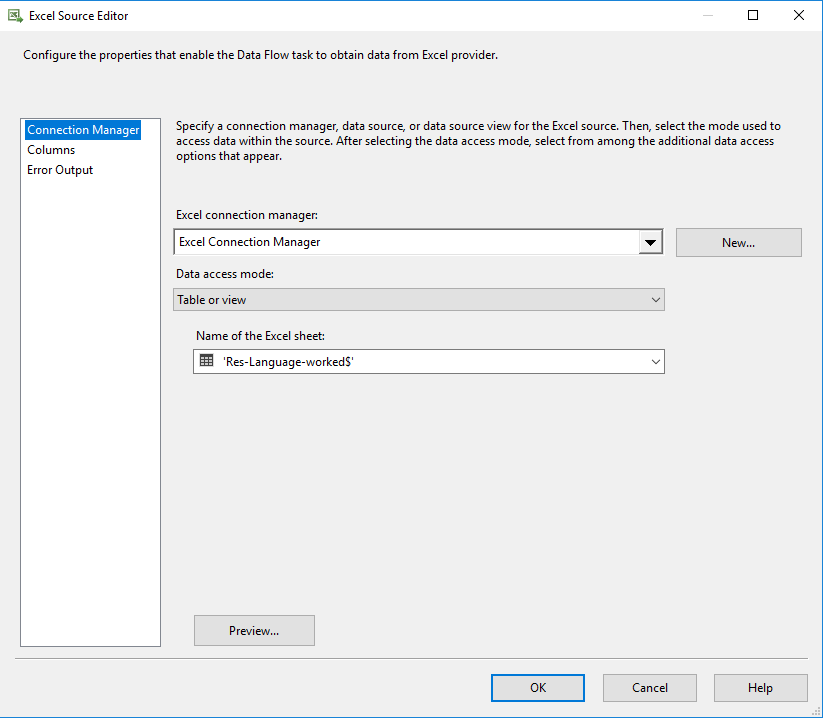 Excel Source Editor
Configure the properties that enable the Data Flow task to obtain data from Excel provider.
Connection Manager
Columns
Error Output
Specify a connection manager, data source, or data source view for the Excel source. Then, select the mode used to
access data within the source. After selecting the data access mode, select from among the additional data access
options that appear.
Excel connection manager:
Excel Connection Manager
New...
Data access mode:
Table or view
Name of the Excel sheet:
'Res-Language-worked$'
Preview...
OK
Cancel
Help